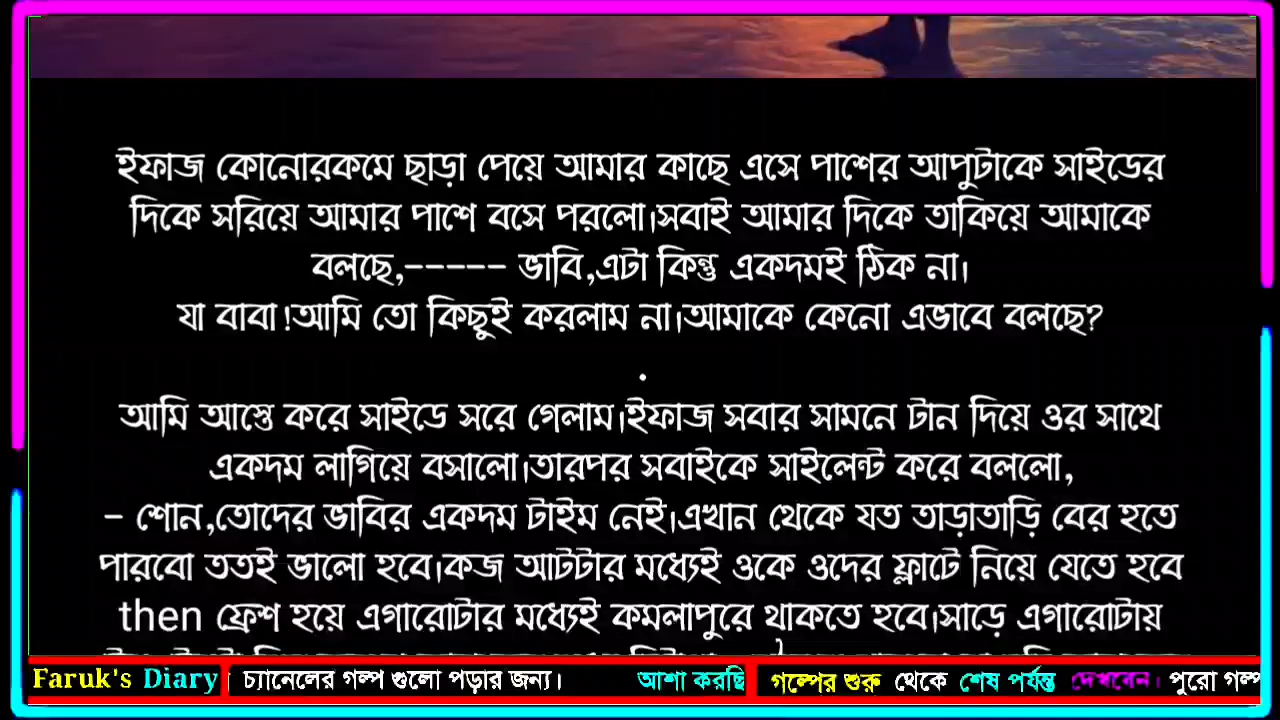 ইফাজ কোনোরকমে ছাড়া পেয়ে আমার কাছে এসে পাশের আপুটাকে সাইডের
দিকে সরিয়ে আমার পাশে বসে পরলো।সবাই আমার দিকে তাকিয়ে আমাকে
বলছে,----- ভাবি,এটা কিন্তু একদমই ঠিক না।
যা বাবা!আমি তো কিছুই করলাম না।আমাকে কেনো এভাবে বলছে?
.
আমি আস্তে করে সাইডে সরে গেলাম।ইফাজ সবার সামনে টান দিয়ে ওর সাথে
একদম লাগিয়ে বসালো।তারপর সবাইকে সাইলেন্ট করে বললো,
- শোন,তোদের ভাবির একদম টাইম নেই।এখান থেকে যত তাড়াতাড়ি বের হতে
পারবো ততই ভালো হবে।কজ আটটার মধ্যেই ওকে ওদের ফ্লাটে নিয়ে যেতে হবে
then ফ্রেশ হয়ে এগারোটার মধ্যেই কমলাপুরে থাকতে হবে।সাড়ে এগারোটায়
Faruk's Diary চ্যানেলের গল্প গুলো পড়ার জন্য। আশা করছি গল্পের শুরু থেকে শেষ পর্যন্ত দেখবেন। পুরো গল্প